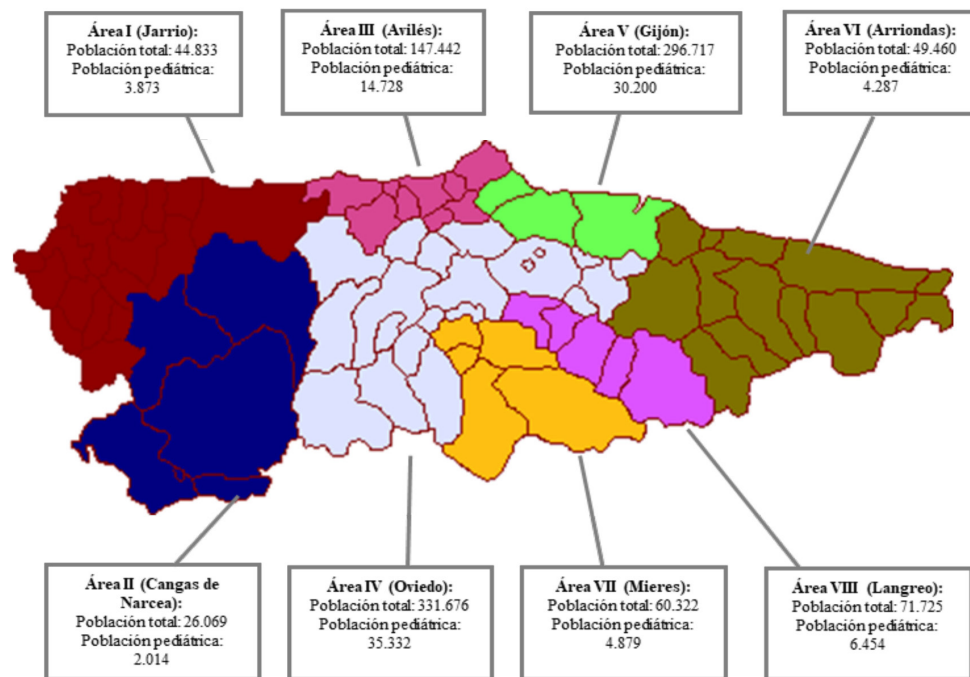 Área I (Jarrio):
Población total: 44.833
Población pediátrica:
3.873
Área III (Avilés):
Población total: 147.442
Población pediátrica:
14.728
Área V (Gijón):
Población total: 296.717
Población pediátrica:
30.200
Área VI (Arriondas):
Población total: 49.460
Población pediátrica:
4.287
Área II (Cangas de
Narcea):
Población total: 26.069
Población pediátrica:
2.014
Área IV (Oviedo):
Población total: 331.676
Población pediátrica:
35.332
Área VII (Mieres):
Población total: 60.322
Población pediátrica:
4.879
Área VIII (Langreo):
Población total: 71.725
Población pediátrica:
6.454